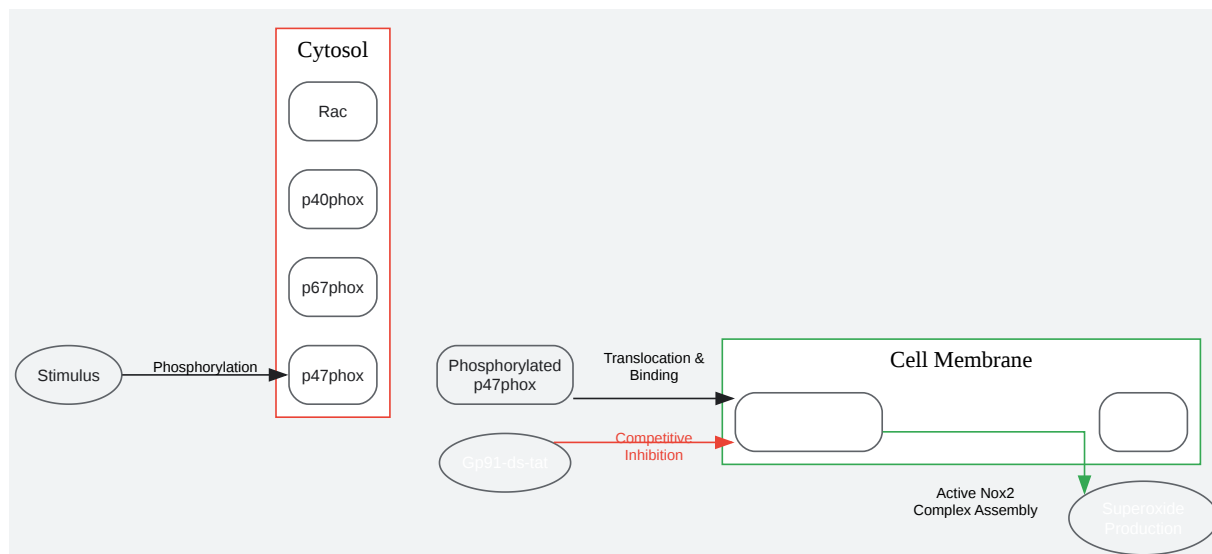 Cytosol
Rac
p40phox
p67phox
p47phox
Stimulus
Phosphorylation
Phosphorylated
p47phox
Translocation &
Binding
Cell Membrane
Gp91-ds-tat
Competitive
Inhibition
Active Nox2
Complex Assembly
Superoxide
Production